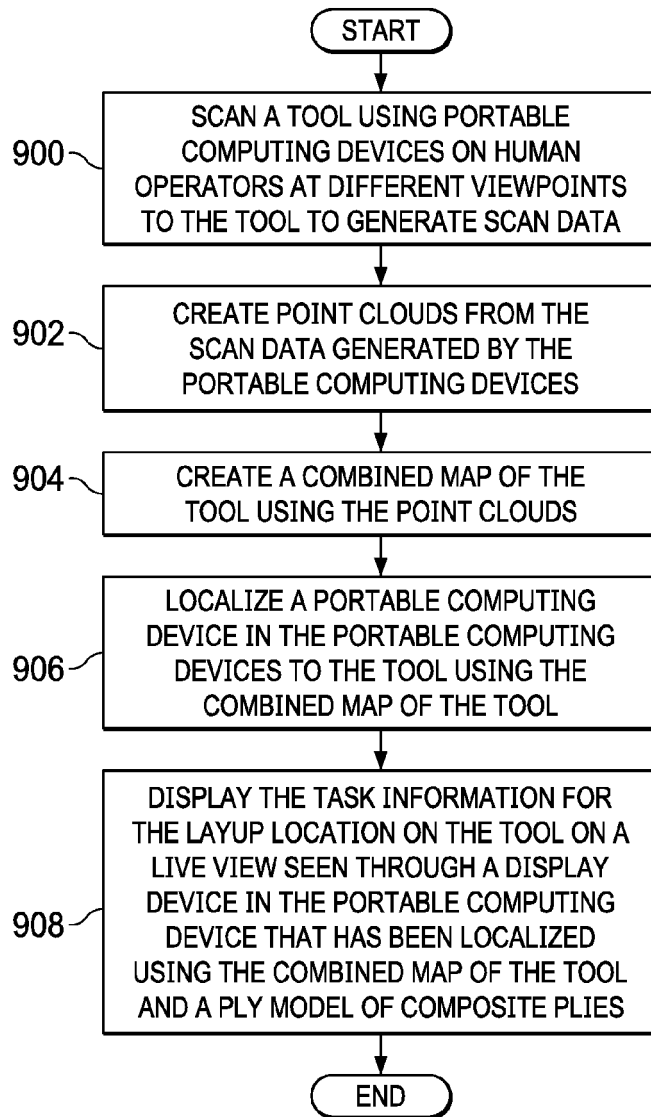 START
900
SCAN A TOOL USING PORTABLE
COMPUTING DEVICES ON HUMAN
OPERATORS AT DIFFERENT VIEWPOINTS
TO THE TOOL TO GENERATE SCAN DATA
902
CREATE POINT CLOUDS FROM THE
SCAN DATA GENERATED BY THE
PORTABLE COMPUTING DEVICES
904
CREATE A COMBINED MAP OF THE
TOOL USING THE POINT CLOUDS
906
LOCALIZE A PORTABLE COMPUTING
DEVICE IN THE PORTABLE COMPUTING
DEVICES TO THE TOOL USING THE
COMBINED MAP OF THE TOOL
908
DISPLAY THE TASK INFORMATION FOR
THE LAYUP LOCATION ON THE TOOL ON A
LIVE VIEW SEEN THROUGH A DISPLAY
DEVICE IN THE PORTABLE COMPUTING
DEVICE THAT HAS BEEN LOCALIZED
USING THE COMBINED MAP OF THE TOOL
AND A PLY MODEL OF COMPOSITE PLIES
END